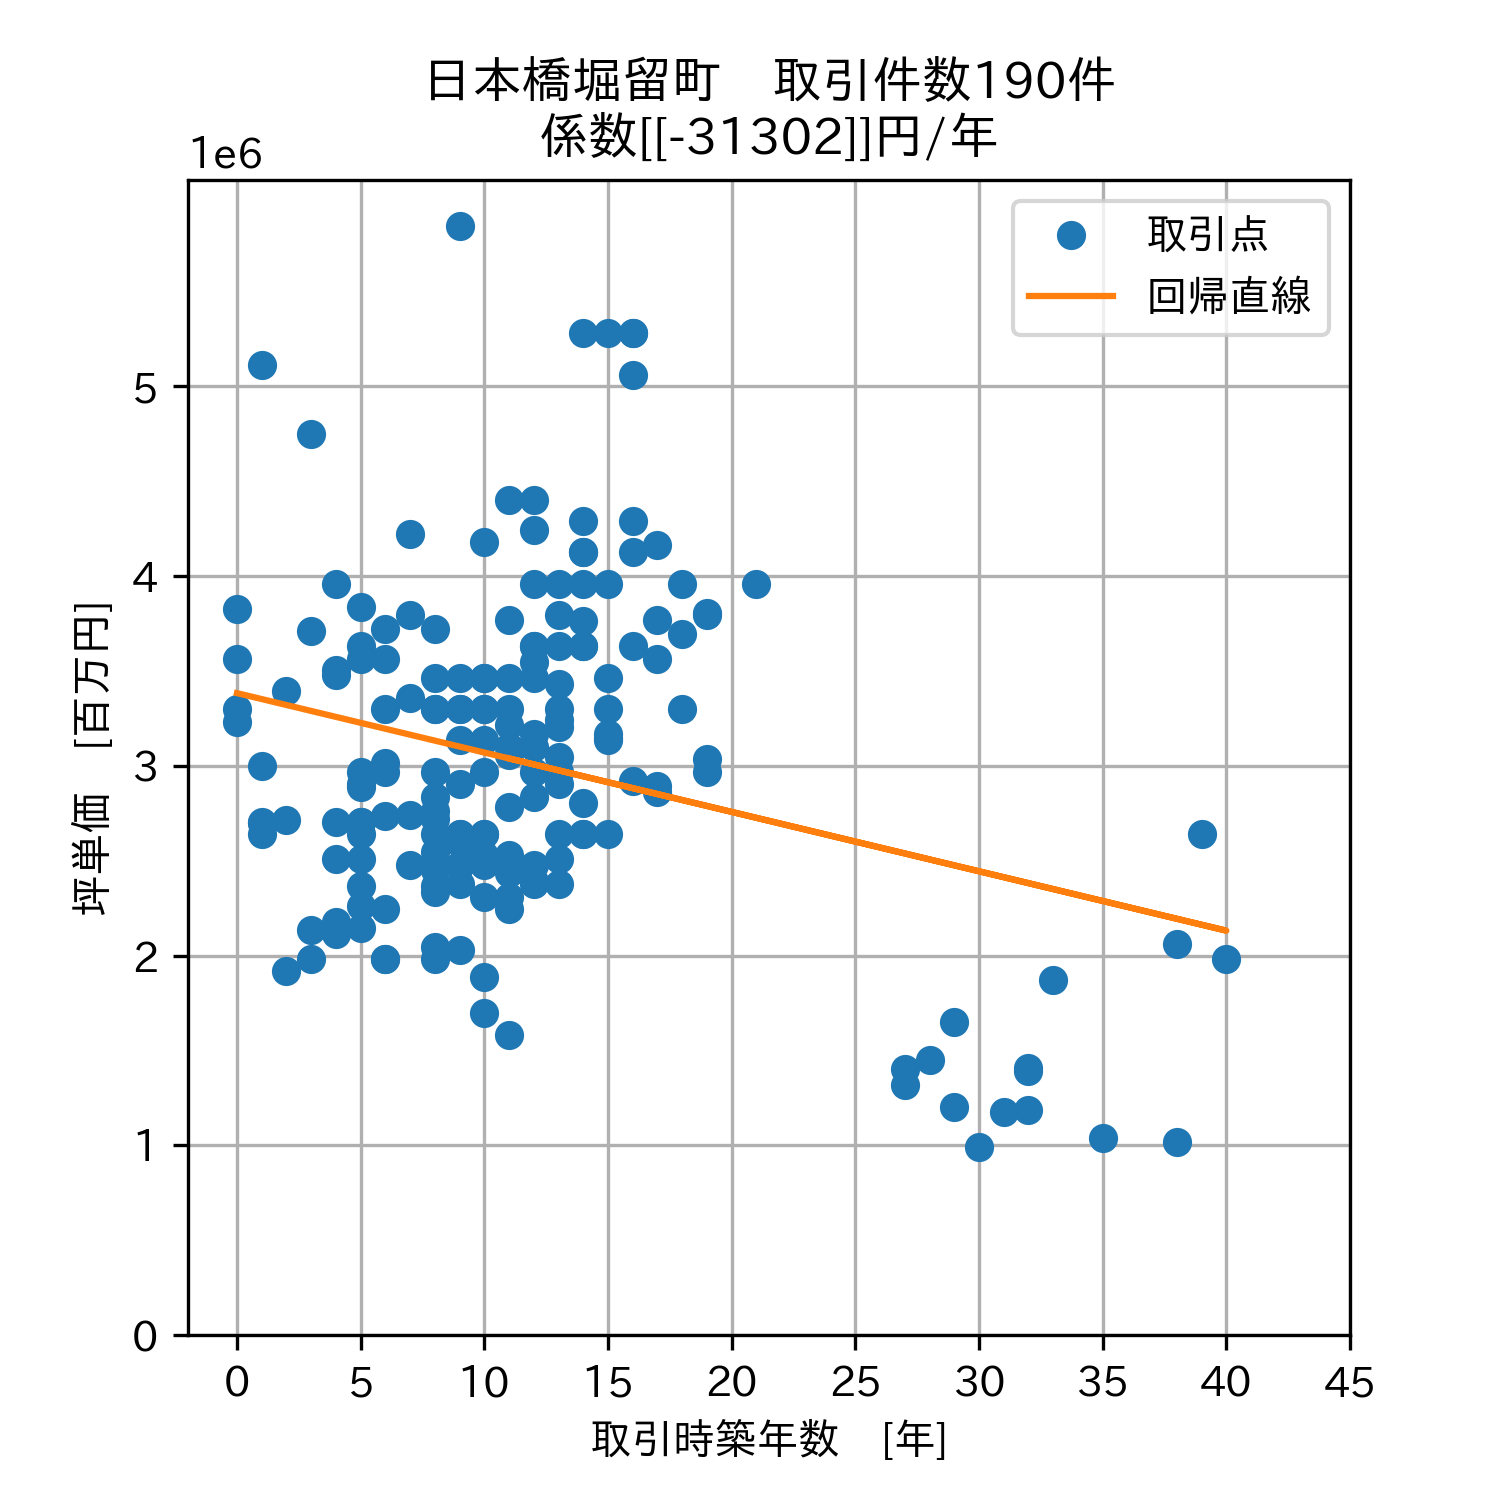 日本橋堀留町　取引件数190件
係数[[-31302]]円/年
1e6
取引点
回帰直線
5
4
3
2
1
0
坪単価　[百万円]
0 5 10 15 20 25 30 35 40 45
取引時築年数　[年]